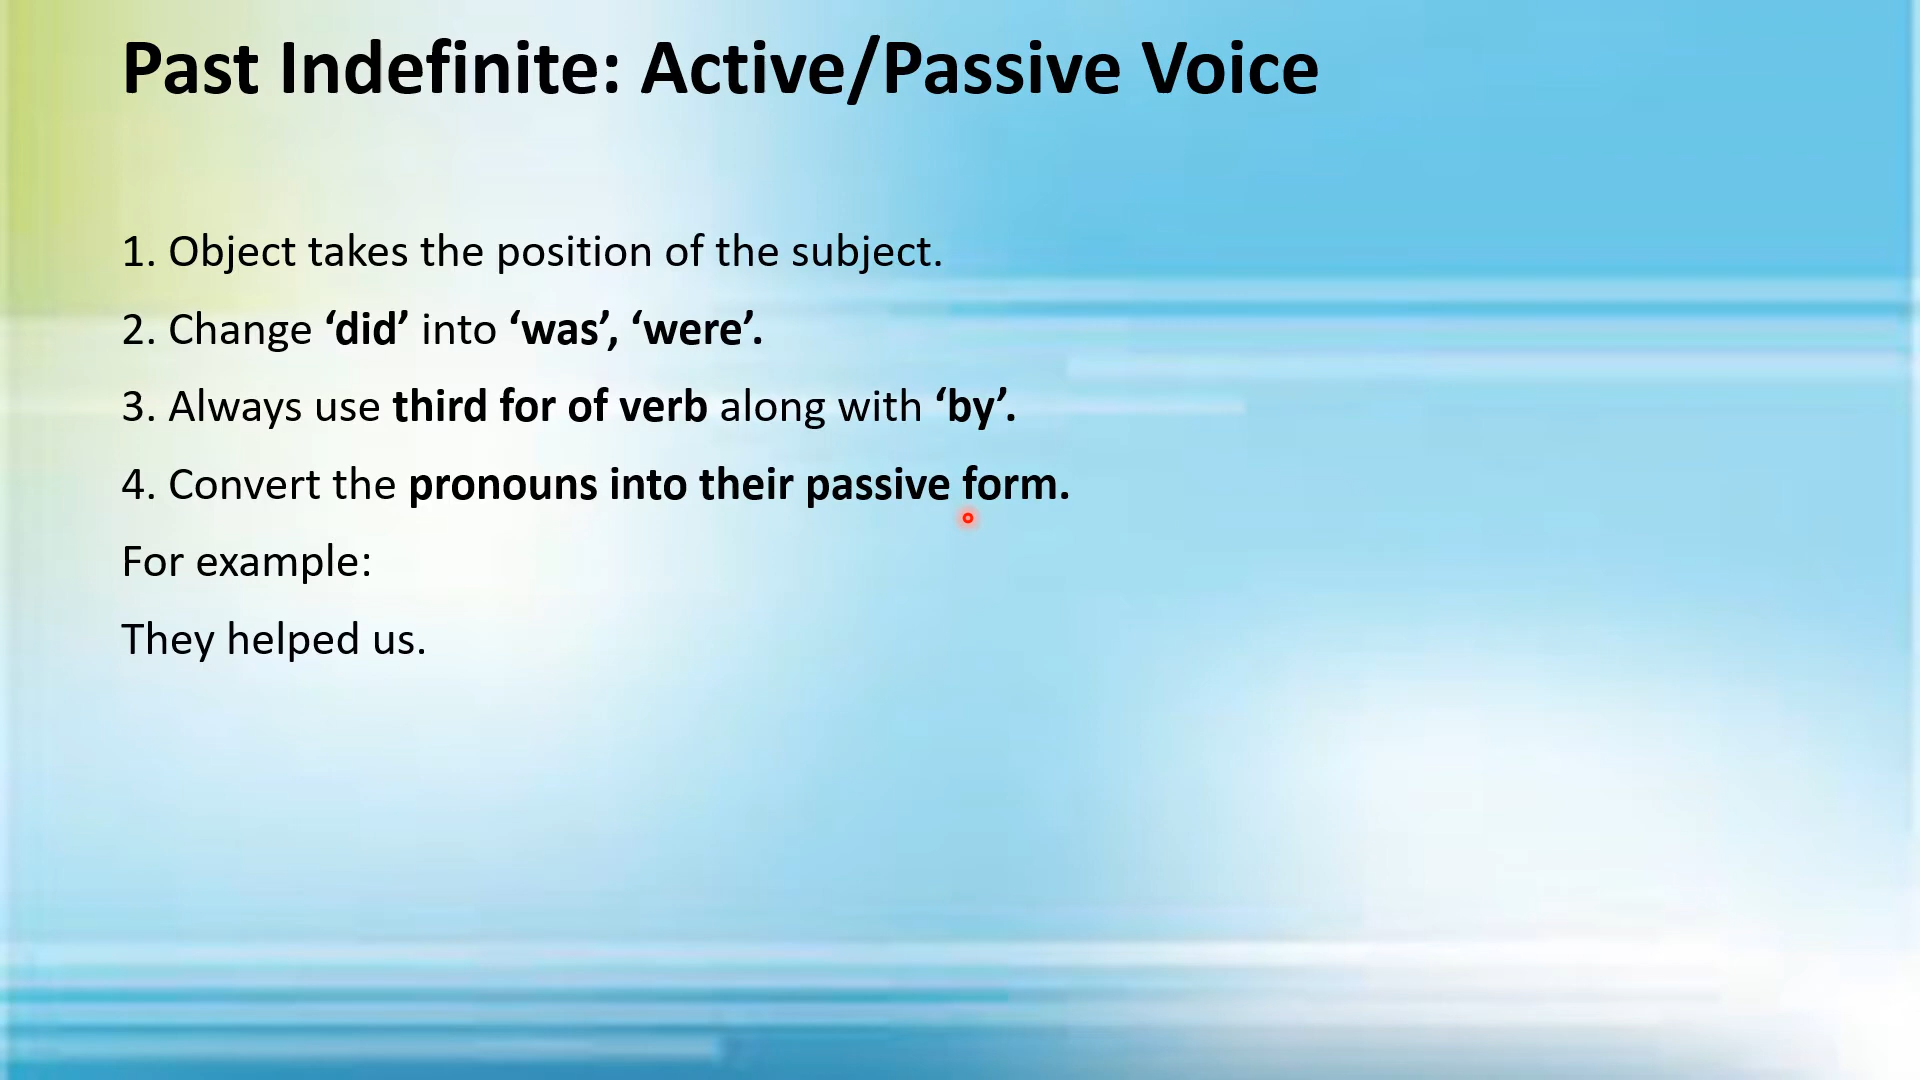 Past Indefinite: Active/Passive Voice
1. Object takes the position of the subject.
2. Change ‘did’ into ‘was’, ‘were’.
3. Always use third for of verb along with ‘by’.
4. Convert the pronouns into their passive form.
For example:
They helped us.